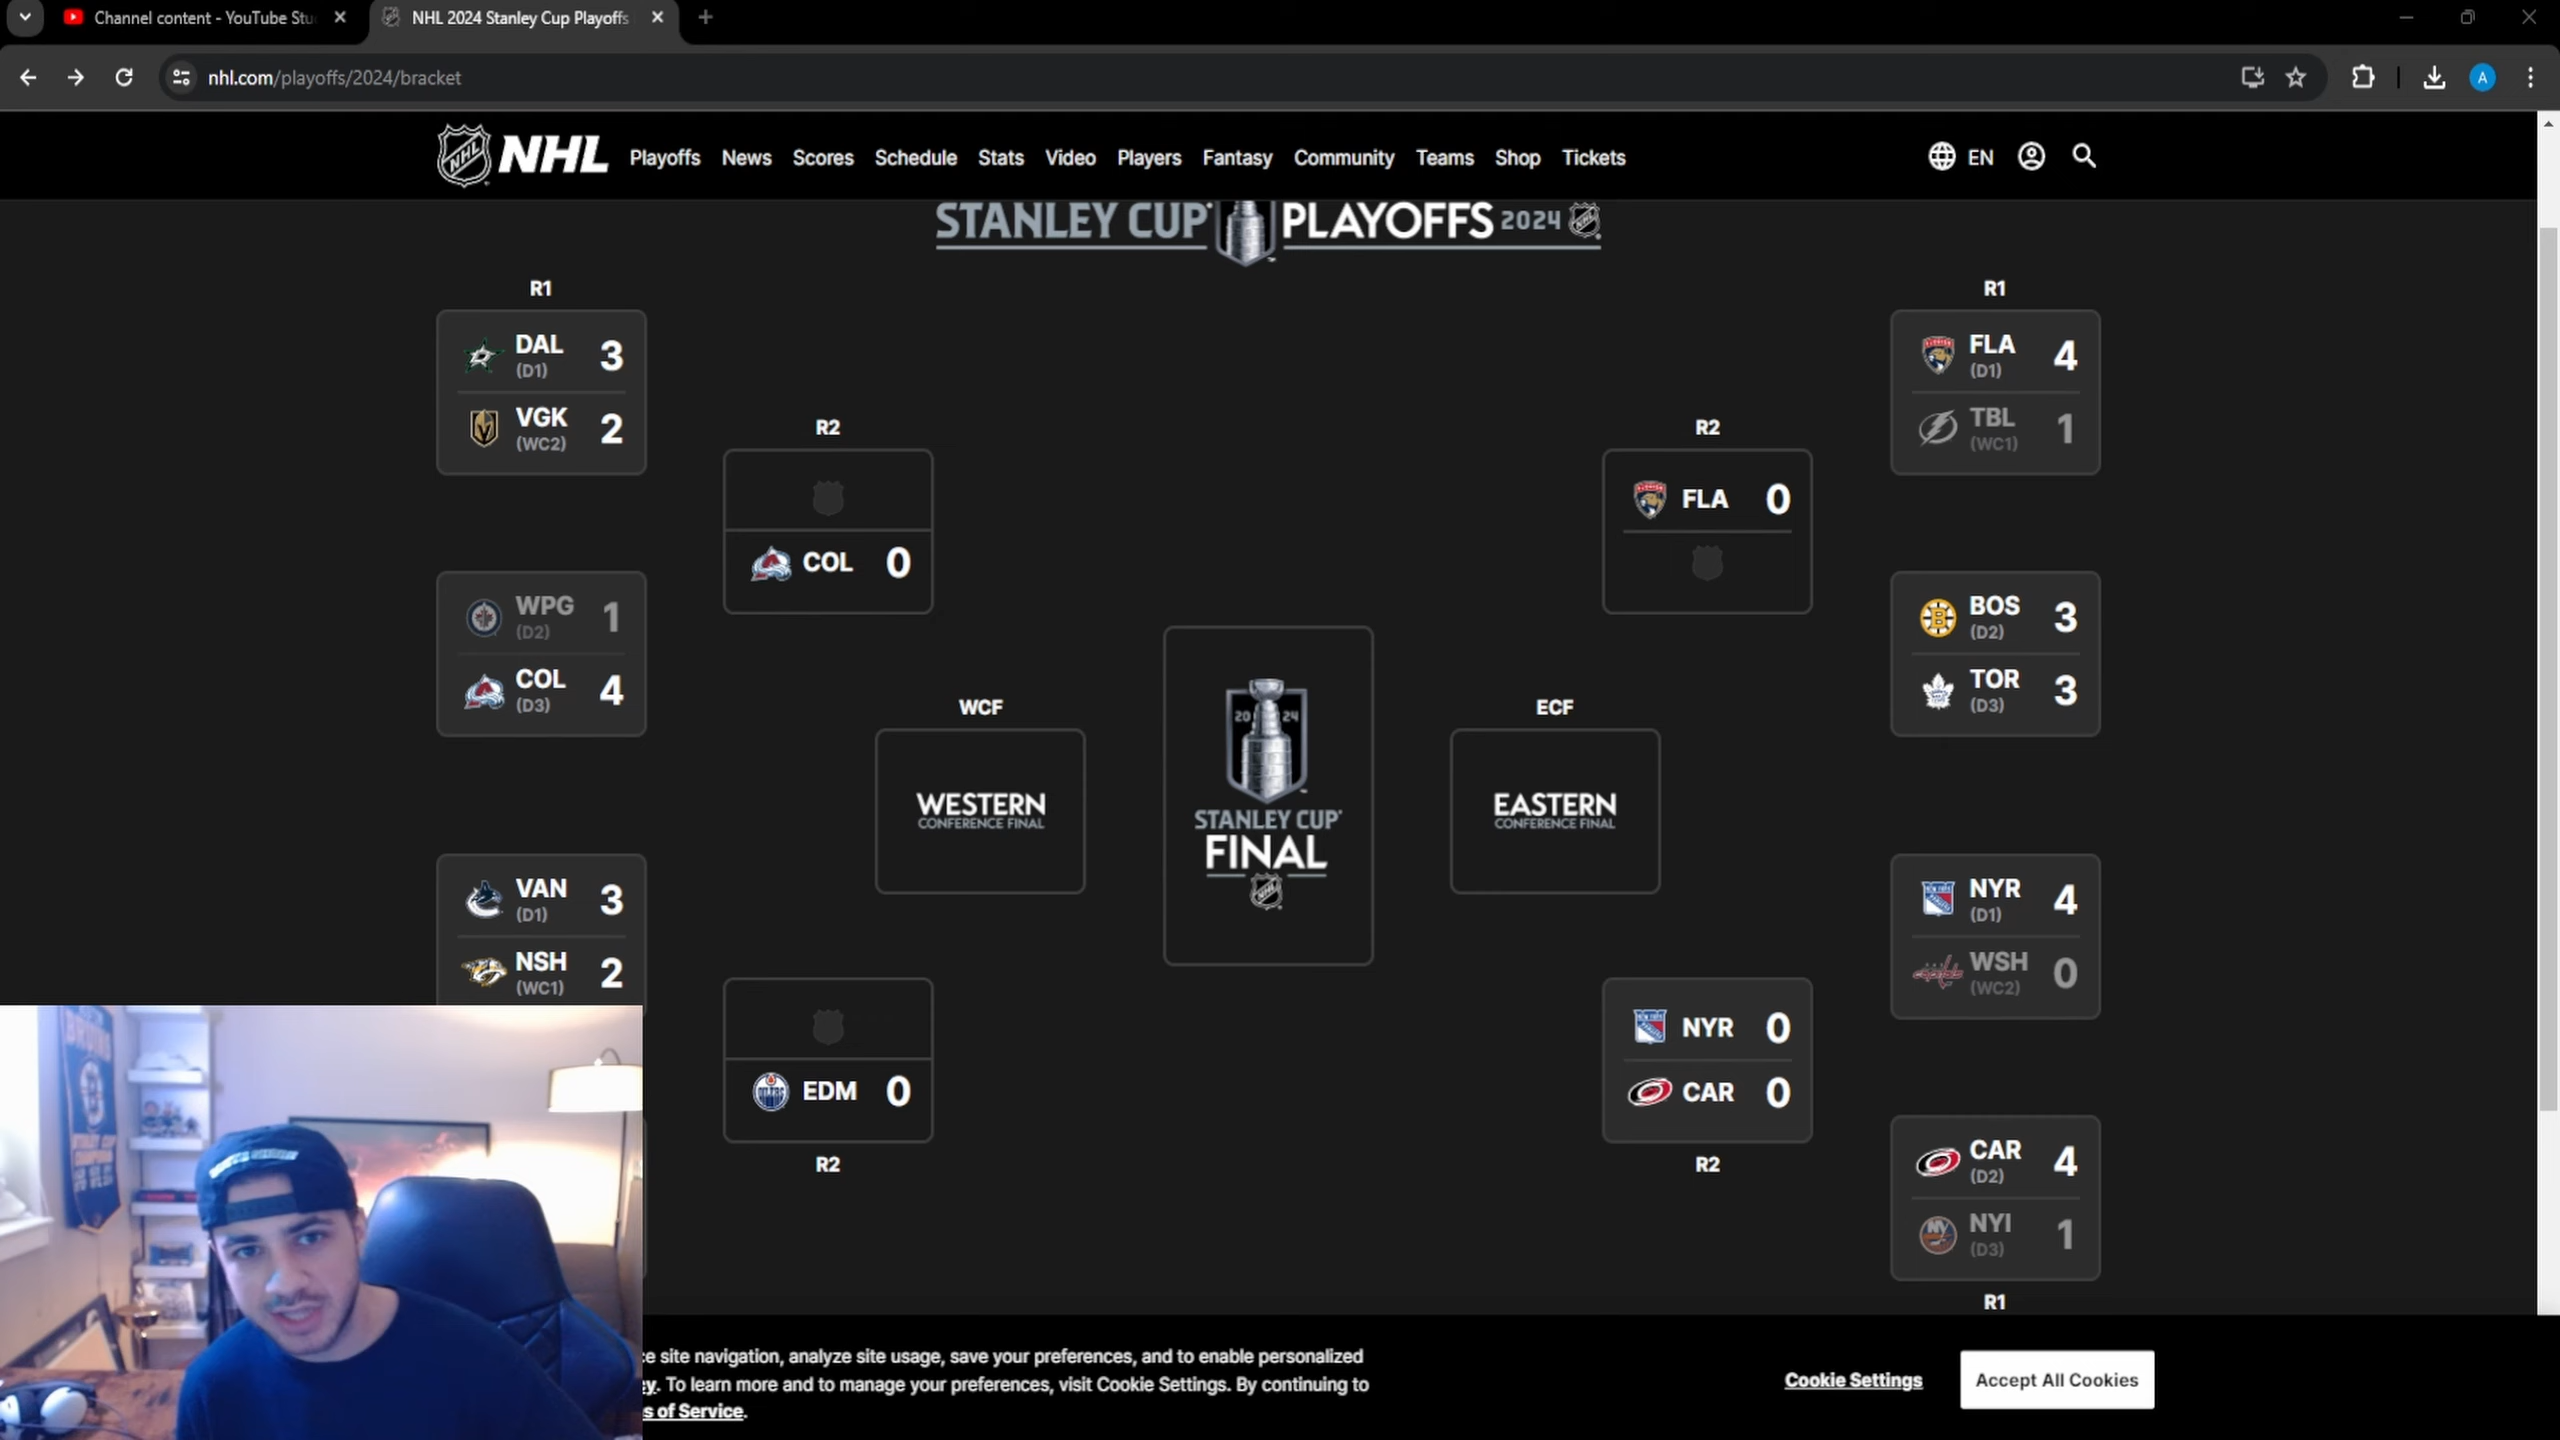 Channel content - YouTube Stu
NHL 2024 Stanley Cup Playoffs
nhl.com/playoffs/2024/bracket
A
NHL NHL Playoffs News Scores Schedule Stats Video Players Fantasy Community Teams Shop Tickets EN
STANLEY CUP PLAYOFFS 2024
R1
DAL 3
(D1)
VGK 2
(WC2)
WPG 1
(D2)
COL 4
(D3)
VAN 3
(D1)
NSH 2
(WC1)
R2
COL 0
EDM 0
R2
WCF
WESTERN
CONFERENCE FINAL
20 24
STANLEY CUP
FINAL
ECF
EASTERN
CONFERENCE FINAL
R2
FLA 0
NYR 0
CAR 0
R2
R1
FLA 4
(D1)
TBL 1
(WC1)
BOS 3
(D2)
TOR 3
(D3)
NYR 4
(D1)
WSH 0
(WC2)
CAR 4
(D2)
NYI 1
(D3)
R1
site navigation, analyze site usage, save your preferences, and to enable personalized
To learn more and to manage your preferences, visit Cookie Settings. By continuing to
of Service.
Cookie Settings
Accept All Cookies